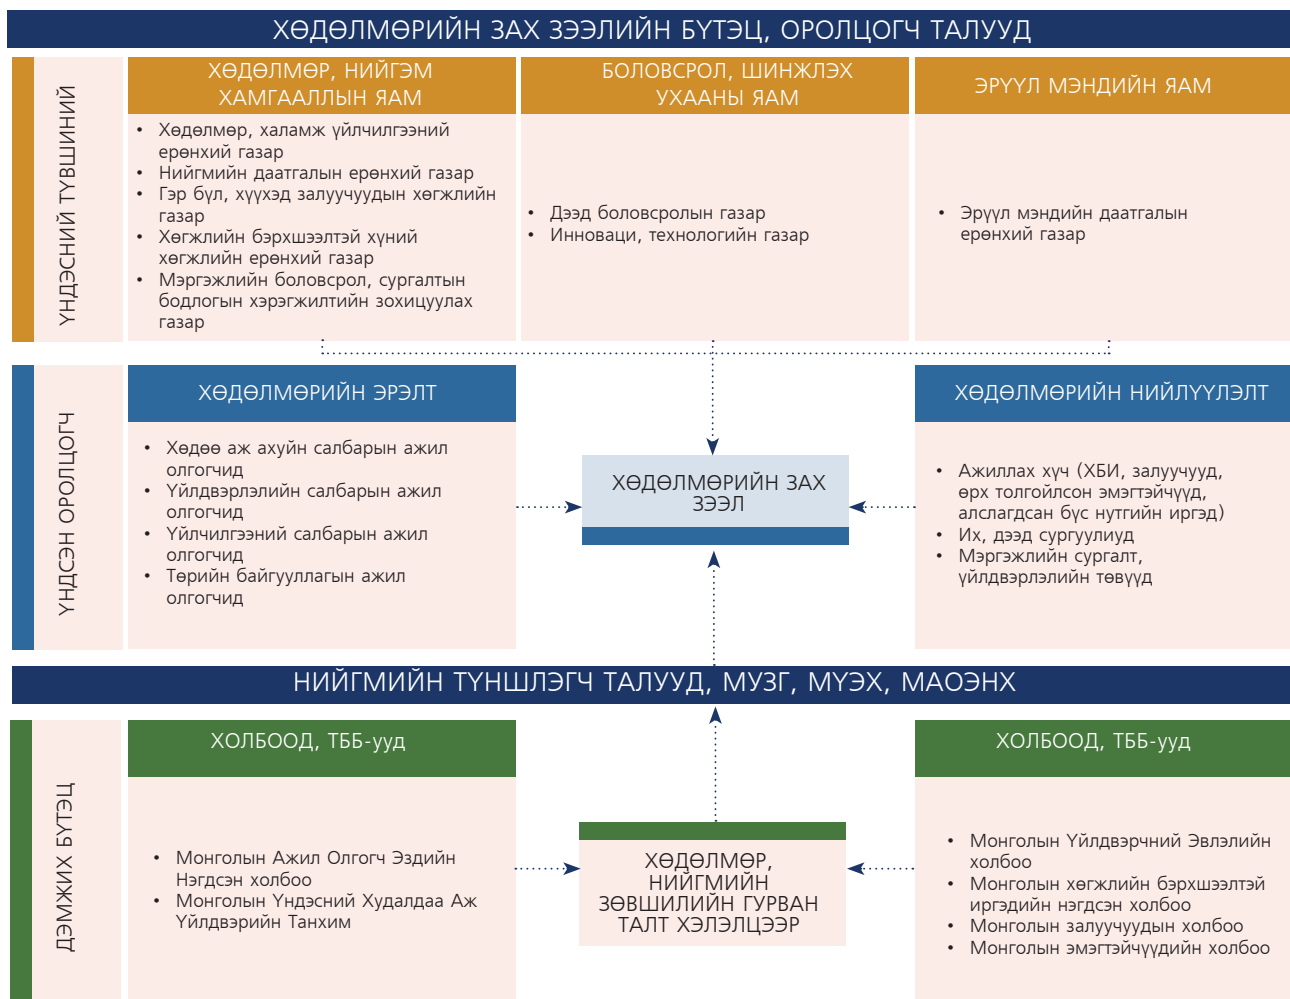 ХӨДӨЛМӨРИЙН ЗАХ ЗЭЭЛИЙН БҮТЭЦ, ОРОЛЦОГЧ ТАЛУУД
ҮНДЭСНИЙ ТҮВШИНИЙ
ХӨДӨЛМӨР, НИЙГЭМ
ХАМГААЛЛЫН ЯАМ
• Хөдөлмөр, халамж үйлчилгээний
ерөнхий газар
• Нийгмийн даатгалын ерөнхий газар
• Гэр бүл, хүүхэд залуучуудын хөгжлийн
газар
• Хөгжлийн бэрхшээлтэй хүний
хөгжлийн ерөнхий газар
• Мэргэжлийн боловсрол, сургалтын
бодлогын хэрэгжилтийн зохицуулах
газар
БОЛОВСРОЛ, ШИНЖЛЭХ
УХААНЫ ЯАМ
• Дээд боловсролын газар
• Инноваци, технологийн газар
ЭРҮҮЛ МЭНДИЙН ЯАМ
• Эрүүл мэндийн даатгалын
ерөнхий газар
ҮНДСЭН ОРОЛЦОГЧ
ХӨДӨЛМӨРИЙН ЭРЭЛТ
• Хөдөө аж ахуйн салбарын ажил
олгогчид
• Үйлдвэрлэлийн салбарын ажил
олгогчид
• Үйлчилгээний салбарын ажил
олгогчид
• Төрийн байгууллагын ажил
олгогчид
ХӨДӨЛМӨРИЙН ЗАХ
ЗЭЭЛ
ХӨДӨЛМӨРИЙН НИЙЛҮҮЛЭЛТ
• Ажиллах хүч (ХБИ, залуучууд,
өрх толгойлсон эмэгтэйчүүд,
алслагдсан бүс нутгийн иргэд)
• Их, дээд сургуулиуд
• Мэргэжлийн сургалт,
үйлдвэрлэлийн төвүүд
НИЙГМИЙН ТҮНШЛЭГЧ ТАЛУУД, МУЗГ, МҮЭХ, МАОЭНХ
ДЕМЖИХ БҮТЭЦ
ХОЛБООД, ТББ-ууд
• Монголын Ажил Олгогч Эздийн
Нэгдсэн холбоо
• Монголын Үндэсний Худалдаа Аж
Үйлдвэрийн Танхим
ХӨДӨЛМӨР,
НИЙГМИЙН
ЗӨВШИЛИЙН ГУРВАН
ТАЛТ ХЭЛЭЛЦЭЭР
ХОЛБООД, ТББ-ууд
• Монголын Үйлдвэрчний Эвлэлийн
холбоо
• Монголын хөгжлийн бэрхшээлтэй
иргэдийн нэгдсэн холбоо
• Монголын залуучуудын холбоо
• Монголын эмэгтэйчүүдийн холбоо